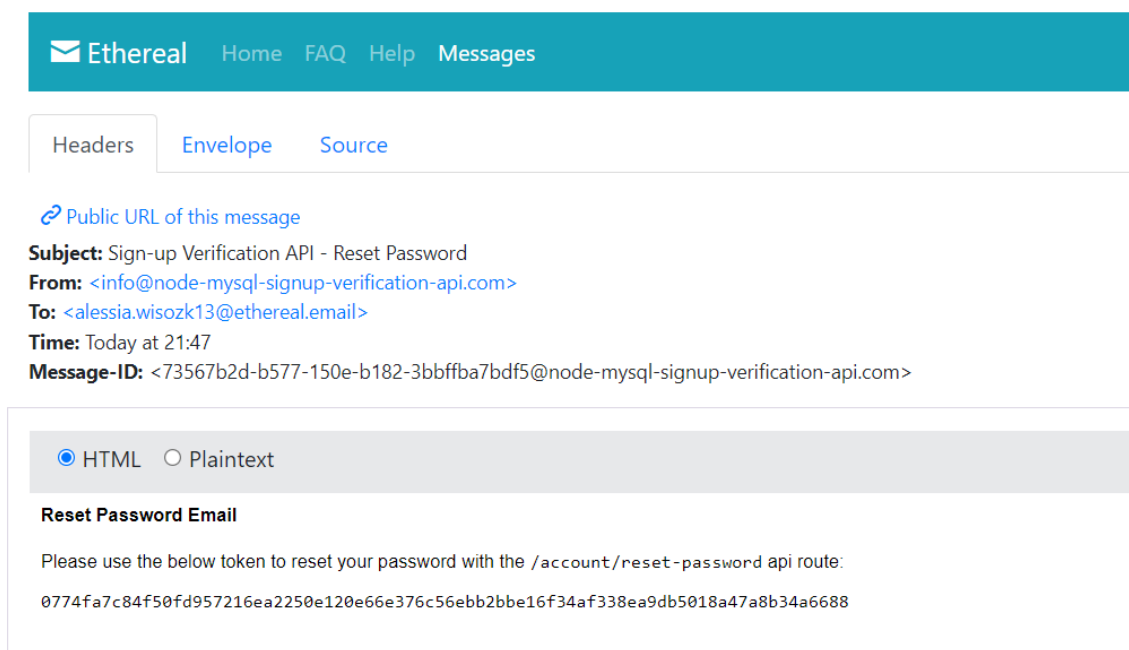 Ethereal Home FAQ Help Messages
Headers Envelope Source
Public URL of this message
Subject: Sign-up Verification API - Reset Password
From: <info@node-mysql-signup-verification-api.com>
To: <alessia.wisozk13@ethereal.email>
Time: Today at 21:47
Message-ID: <73567b2d-b577-150e-b182-3bbffba7bdf5@node-mysql-signup-verification-api.com>
HTML Plaintext
Reset Password Email
Please use the below token to reset your password with the /account/reset-password api route:
0774fa7c84f50fd957216ea2250e120e66e376c56ebb2bbe16f34af338ea9db5018a47a8b34a6688